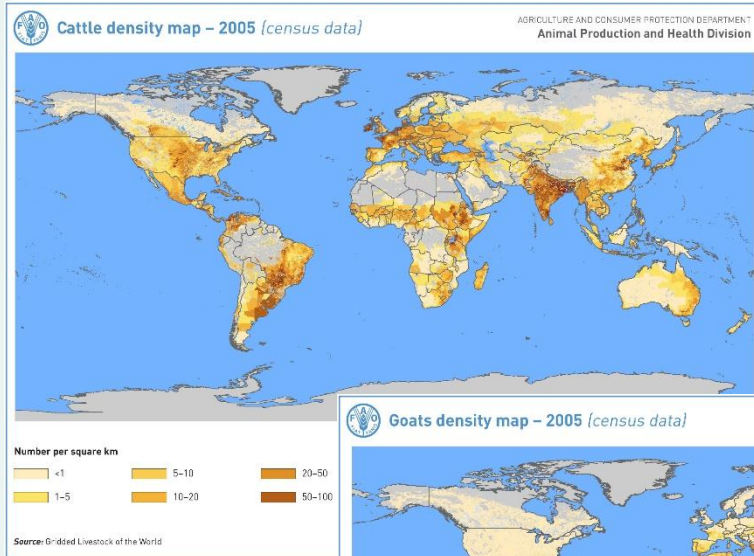 Cattle density map – 2005 (census data)
AGRICULTURE AND CONSUMER PROTECTION DEPARTMENT
Animal Production and Health Division
Number per square km
<1
5–10
20–50
1–5
10–20
50–100
Source: Gridded Livestock of the World
Goats density map – 2005 (census data)